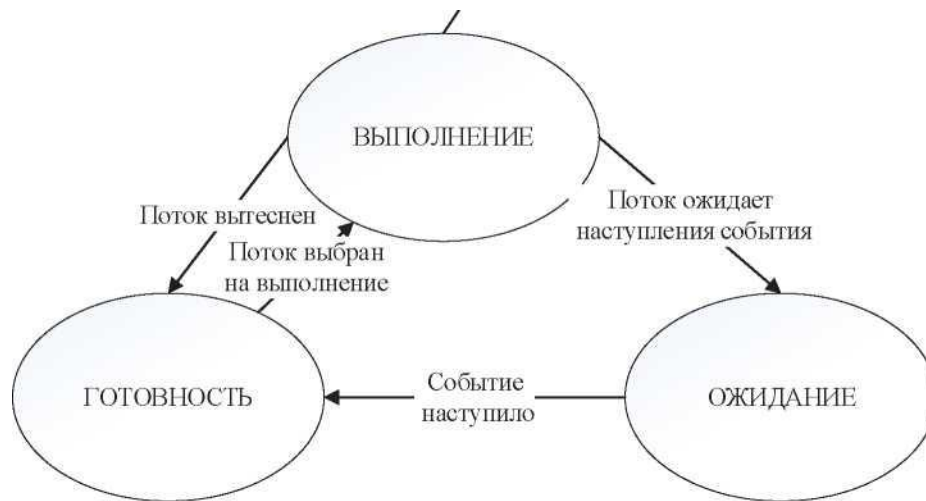 ВЫПОЛНЕНИЕ
Поток вытеснен
Поток выбран
на выполнение
Поток ожидает
наступления события
ГОТОВНОСТЬ
Событие
наступило
ОЖИДАНИЕ